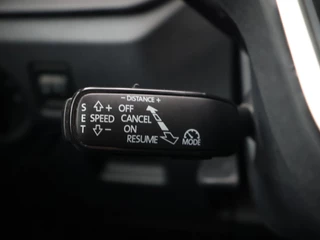 − DISTANCE +
S + OFF
E SPEED CANCEL
T − ON
RESUME
MODE